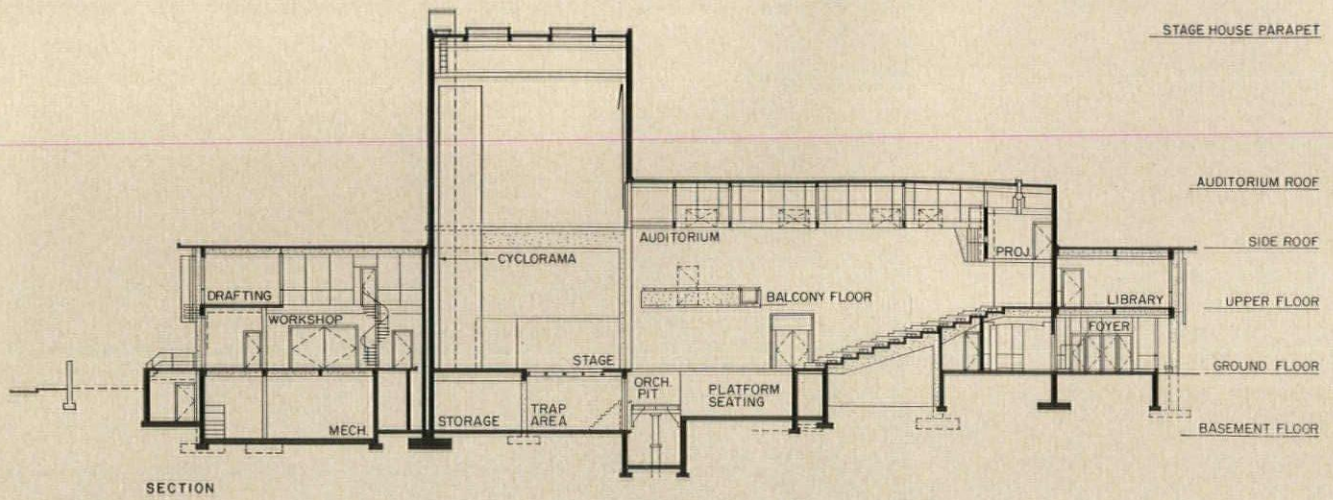 STAGE HOUSE PARAPET
AUDITORIUM ROOF
AUDITORIUM
SIDE ROOF
PROJ.
CYCLORAMA
DRAFTING
BALCONY FLOOR
LIBRARY
UPPER FLOOR
WORKSHOP
FOYER
STAGE
GROUND FLOOR
ORCH.
PIT
PLATFORM
SEATING
STORAGE
TRAP
AREA
MECH.
BASEMENT FLOOR
SECTION